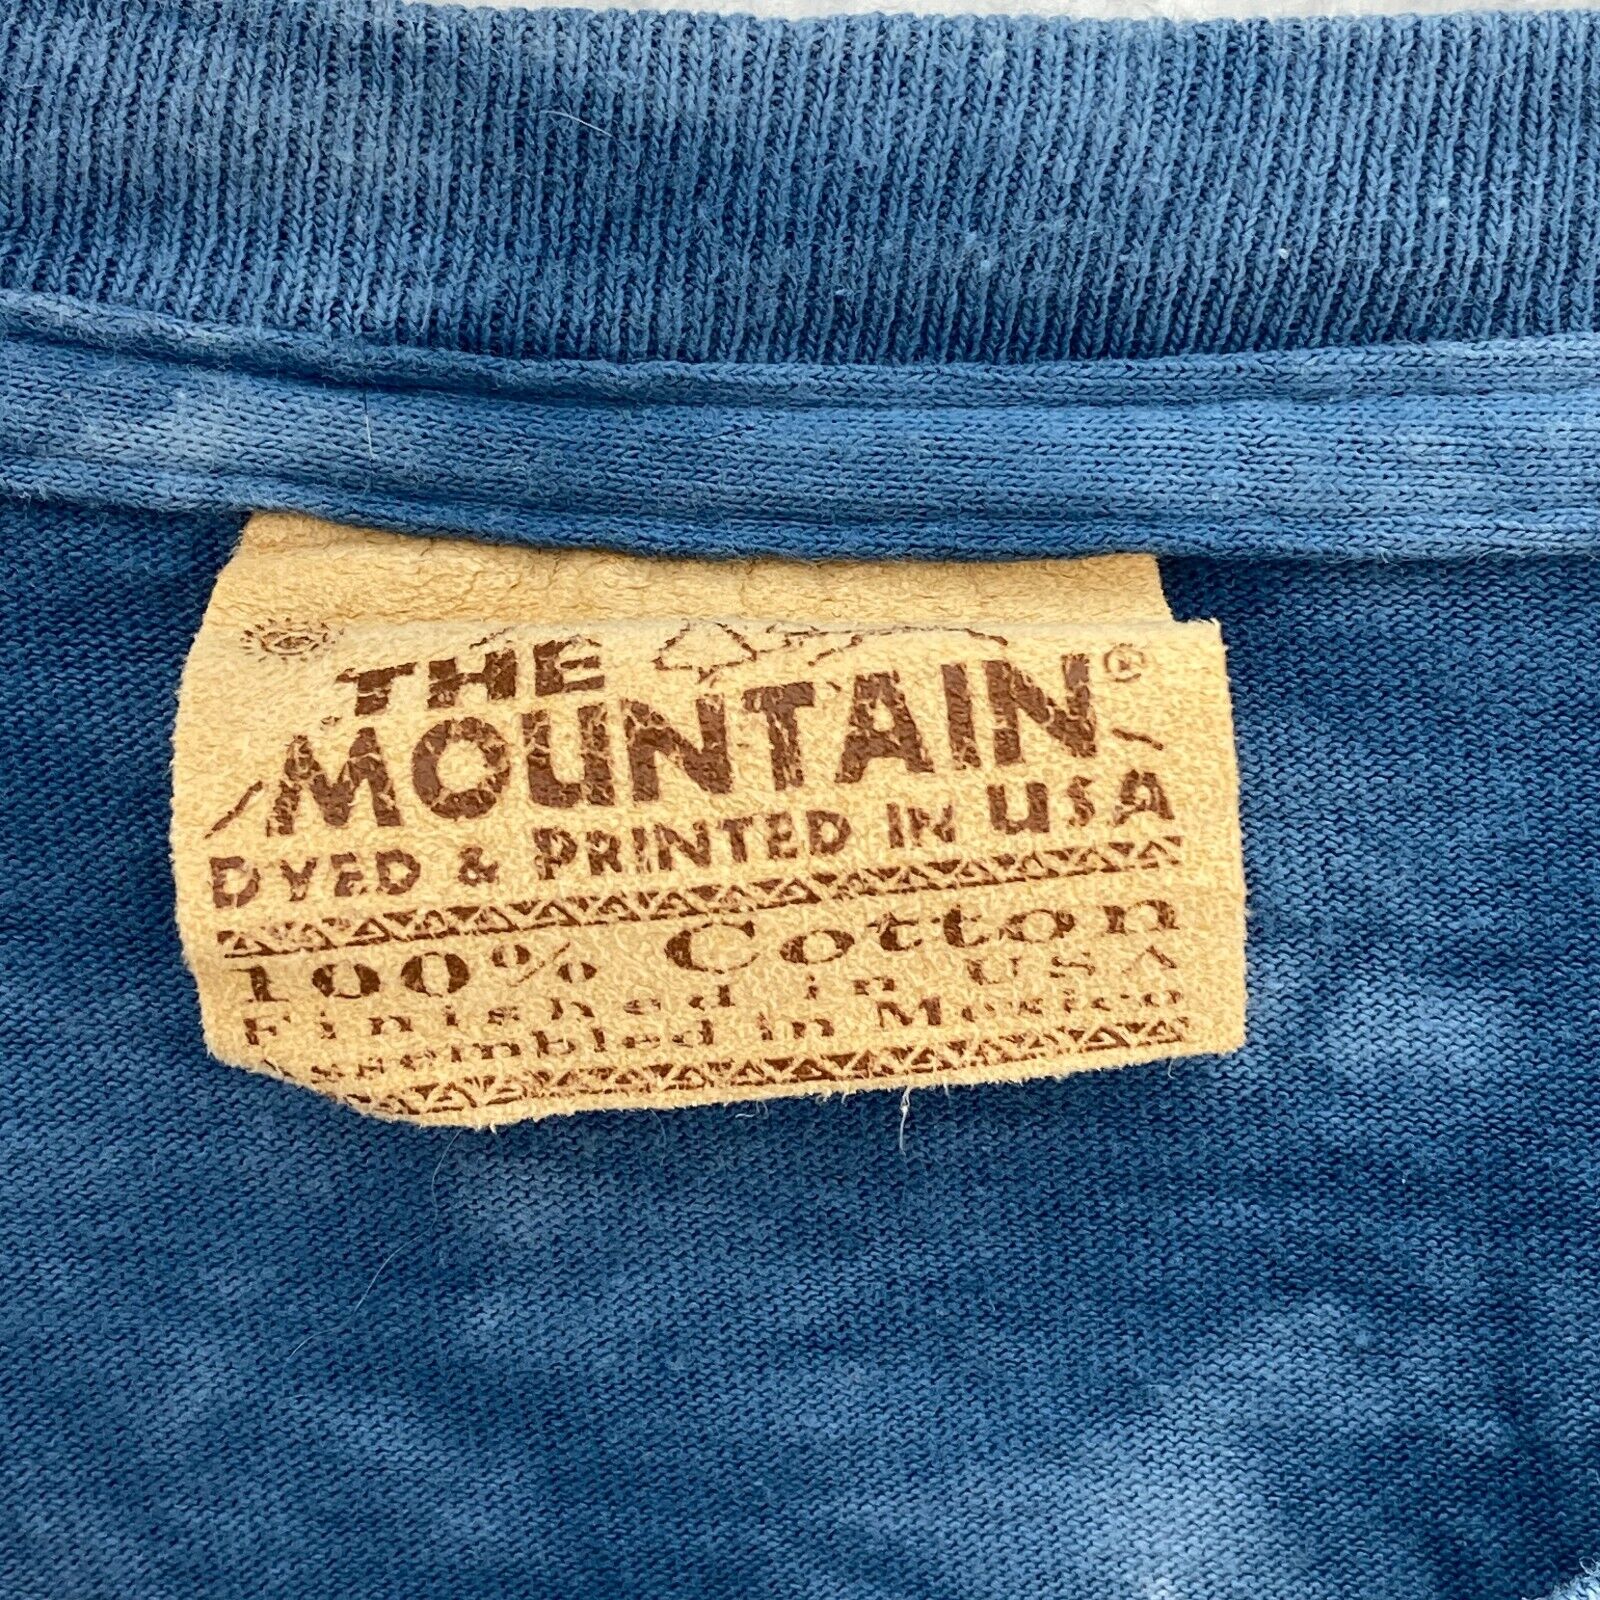 THE
MOUNTAIN®
DYED & PRINTED IN USA
100% Cotton
Finished in USA
Assembled in Mexico